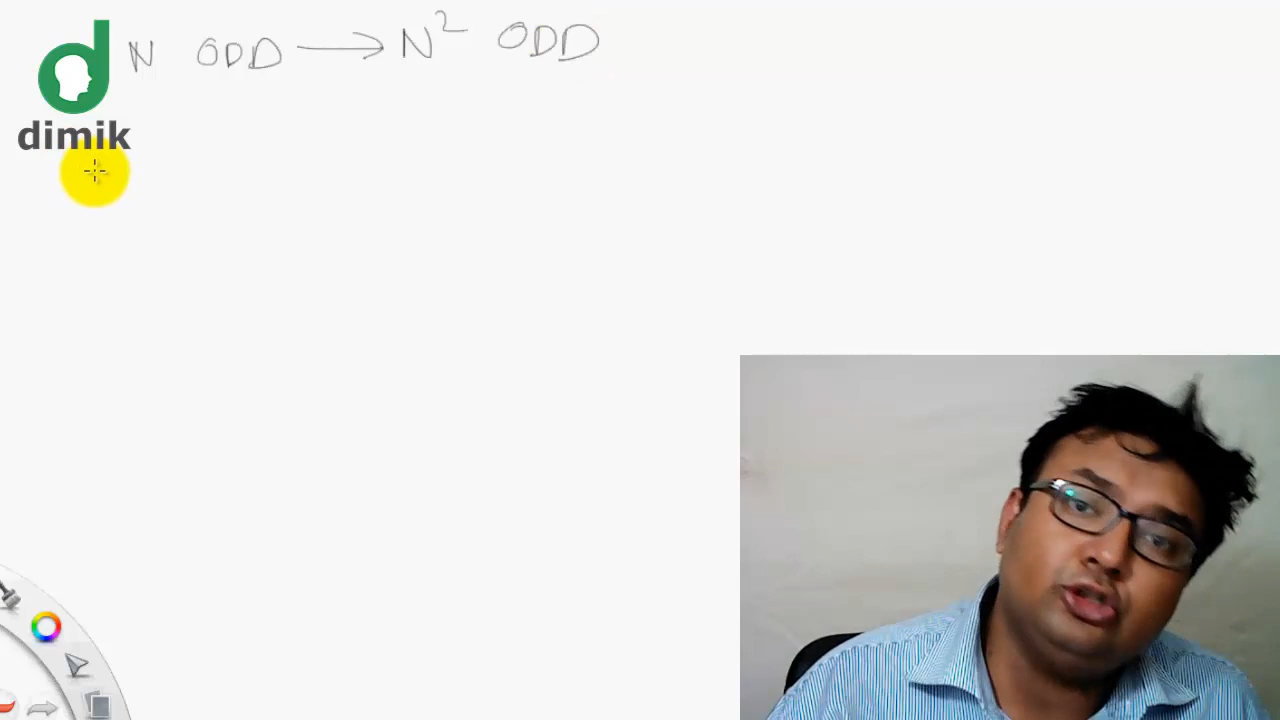 N ODD → N² ODD
dimik